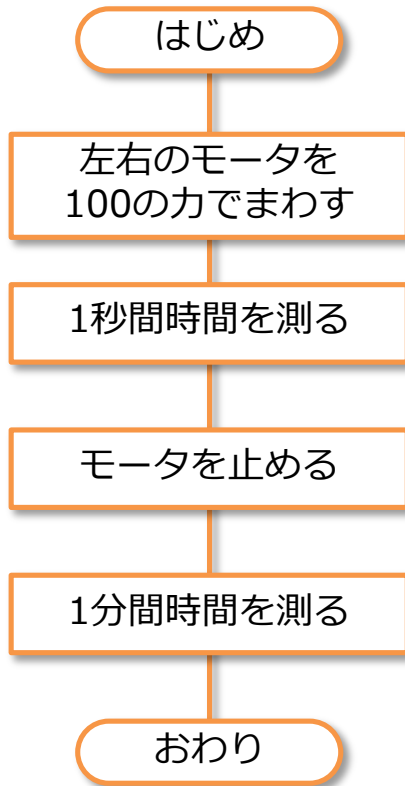 はじめ
左右のモータを
100の力でまわす
1秒間時間を測る
モータを止める
1分間時間を測る
おわり